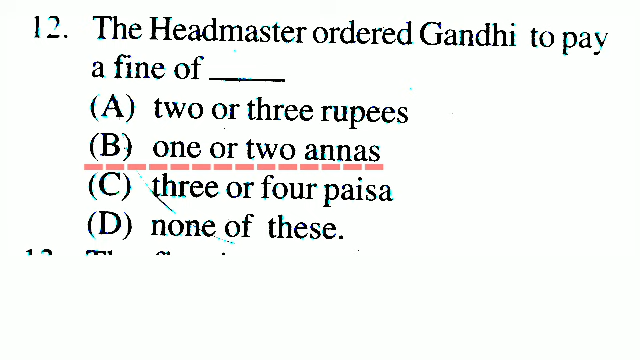 12. The Headmaster ordered Gandhi to pay
a fine of ______
(A) two or three rupees
(B) one or two annas
(C) three or four paisa
(D) none of these.